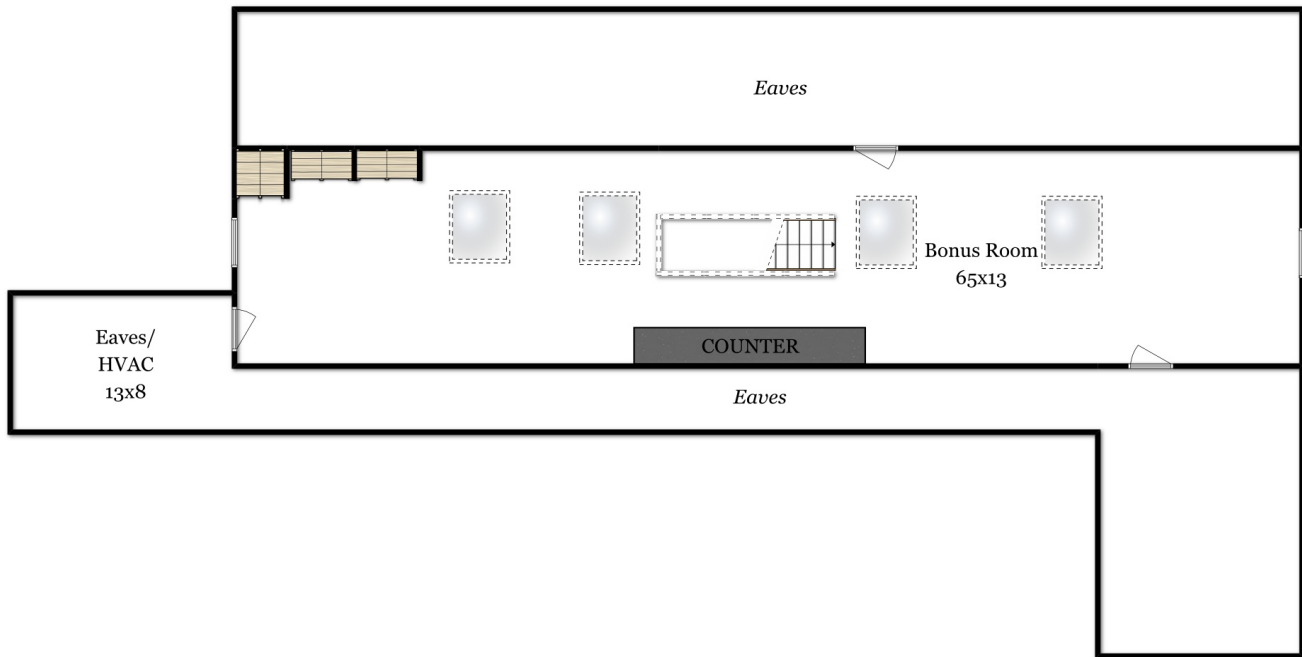 Eaves
Bonus Room
65x13
Eaves/
HVAC
13x8
COUNTER
Eaves